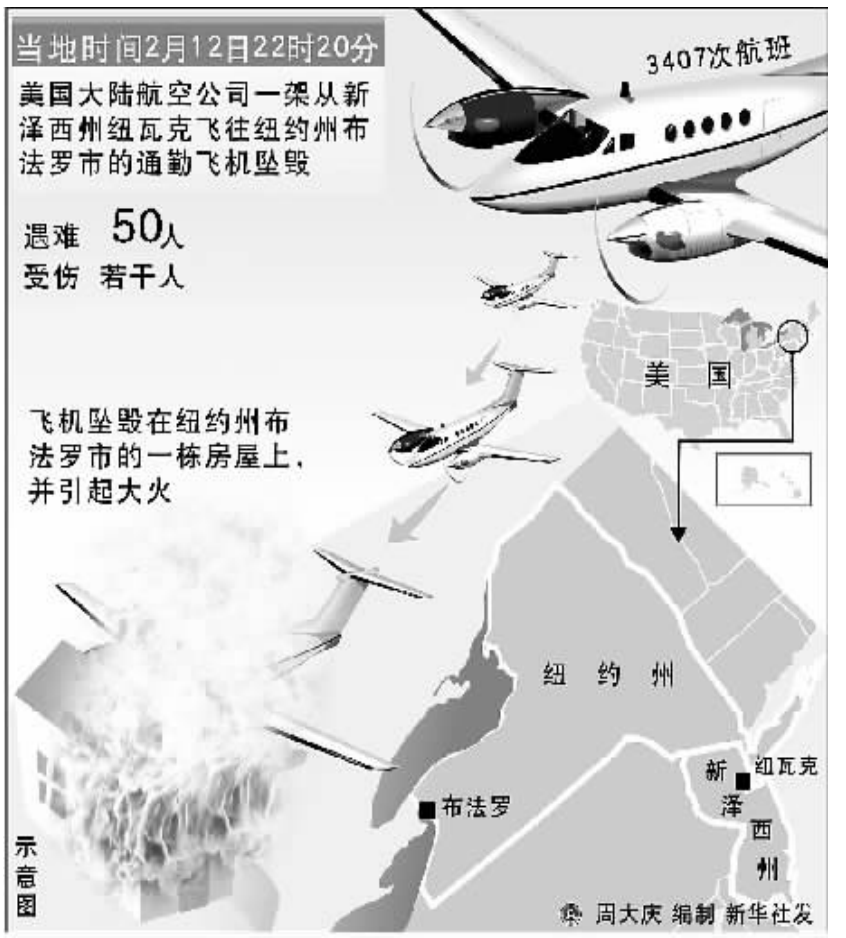 当地时间2月12日22时20分
美国大陆航空公司一架从新
泽西州纽瓦克飞往纽约州布
法罗市的通勤飞机坠毁
3407次航班
遇难 50人
受伤 若干人
美国
飞机坠毁在纽约州布
法罗市的一栋房屋上，
并引起大火
纽约州
新泽西州
纽瓦克
布法罗
示意图
周大庆 编制 新华社发